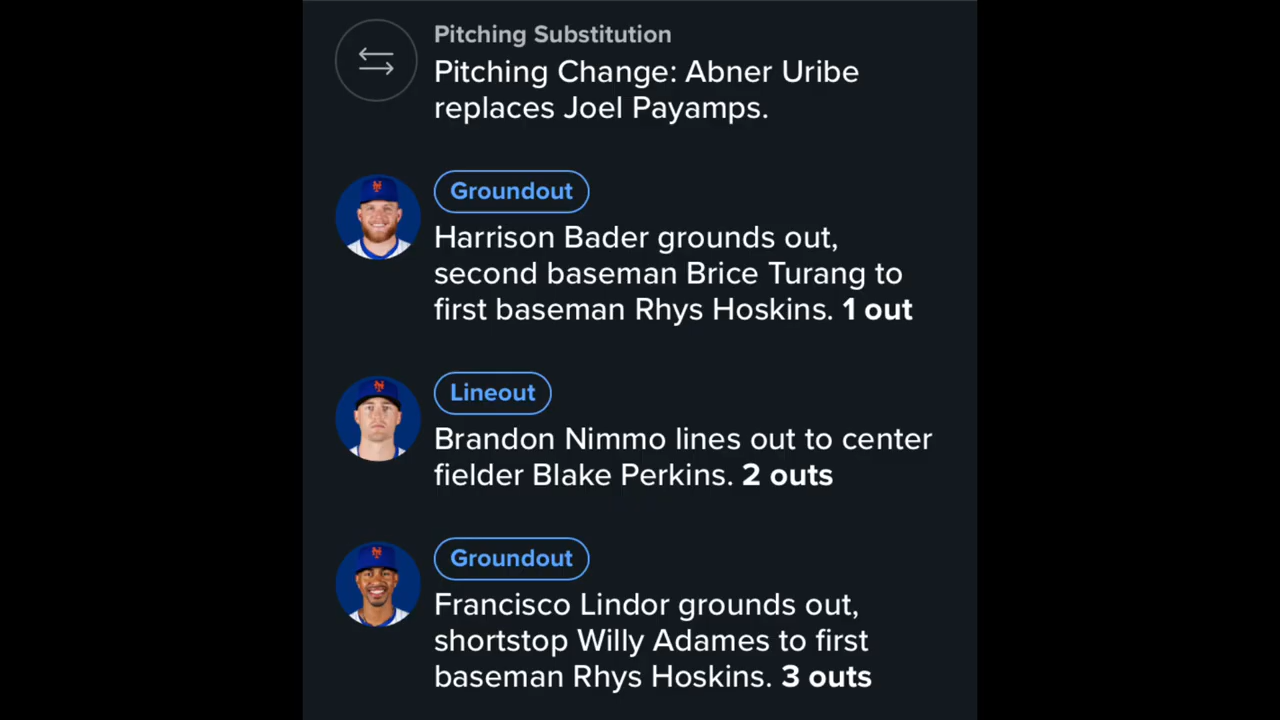 Pitching Substitution
Pitching Change: Abner Uribe
replaces Joel Payamps.
Groundout
Harrison Bader grounds out,
second baseman Brice Turang to
first baseman Rhys Hoskins. 1 out
Lineout
Brandon Nimmo lines out to center
fielder Blake Perkins. 2 outs
Groundout
Francisco Lindor grounds out,
shortstop Willy Adames to first
baseman Rhys Hoskins. 3 outs